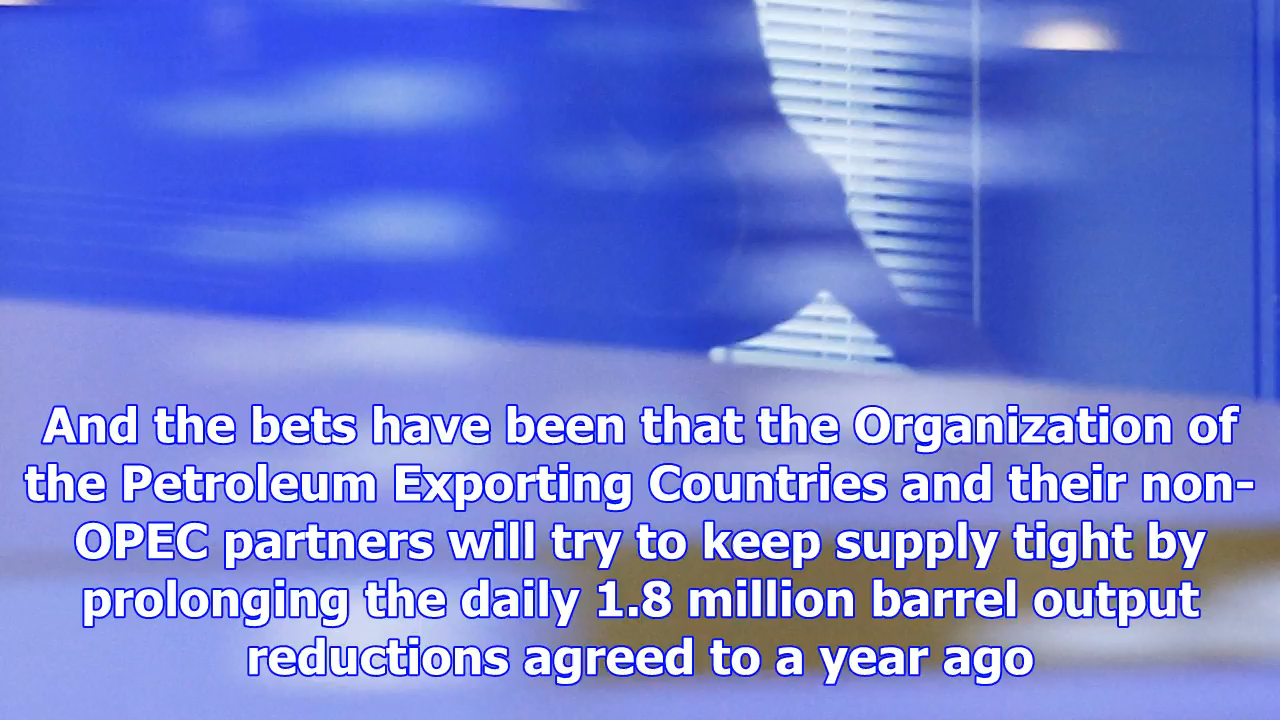 And the bets have been that the Organization of
the Petroleum Exporting Countries and their non-
OPEC partners will try to keep supply tight by
prolonging the daily 1.8 million barrel output
reductions agreed to a year ago